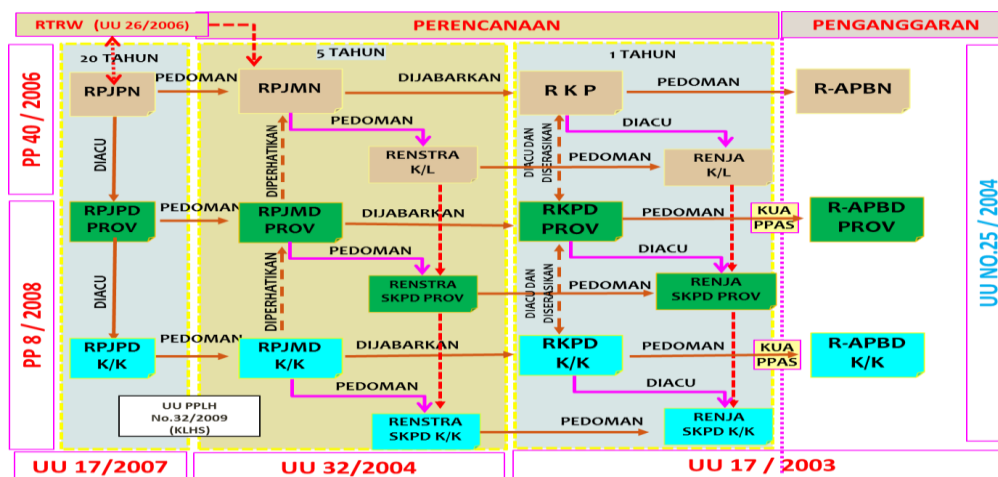 RTRW (UU 26/2006)
PERENCANAAN
PENGANGGARAN
20 TAHUN
5 TAHUN
1 TAHUN
PP 40 / 2006
RPJPN
PEDOMAN
RPJMN
DIJABARKAN
R K P
PEDOMAN
R-APBN
DIACU
DIPERHATIKAN
PEDOMAN
RENSTRA
K/L
DIACU DAN
DISERASIKAN
DIACU
PEDOMAN
RENJA
K/L
PP 8 / 2008
RPJPD
PROV
PEDOMAN
RPJMD
PROV
DIJABARKAN
RKPD
PROV
PEDOMAN
KUA
PPAS
R-APBD
PROV
DIACU
DIPERHATIKAN
PEDOMAN
RENSTRA
SKPD PROV
DIACU DAN
DISERASIKAN
DIACU
PEDOMAN
RENJA
SKPD PROV
RPJPD
K/K
PEDOMAN
RPJMD
K/K
DIJABARKAN
RKPD
K/K
PEDOMAN
KUA
PPAS
R-APBD
K/K
UU PPLH
No.32/2009
(KLHS)
PEDOMAN
RENSTRA
SKPD K/K
DIACU
PEDOMAN
RENJA
SKPD K/K
UU NO.25 / 2004
UU 17/2007
UU 32/2004
UU 17 / 2003